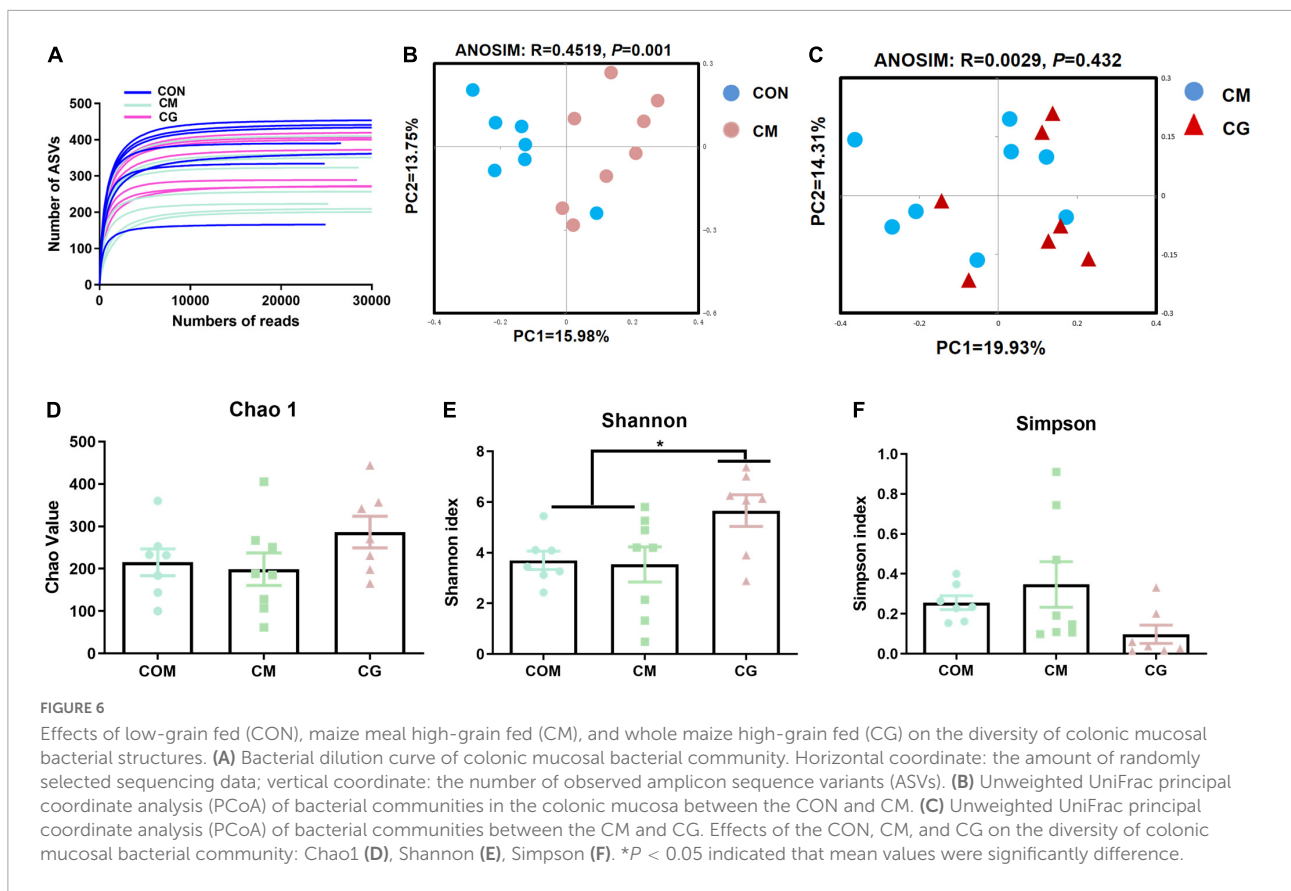 A
CON
CM
CG
500
400
300
200
100
0
Number of ASVs
0 10000 20000 30000
Numbers of reads
B
ANOSIM: R=0.4519, P=0.001
0.3
0
-0.3
-0.6
PC2=13.75%
-0.4 -0.2 0 0.2 0.4
PC1=15.98%
CON
CM
C
ANOSIM: R=0.0029, P=0.432
0.3
0.15
0
-0.15
-0.3
PC2=14.31%
-0.4 -0.2 0 0.2 0.4
PC1=19.93%
CM
CG
D
Chao 1
500
400
300
200
100
0
Chao Value
COM CM CG
E
Shannon
*
8
6
4
2
0
Shannon idex
COM CM CG
F
Simpson
1.0
0.8
0.6
0.4
0.2
0.0
Simpson index
COM CM CG
FIGURE 6
Effects of low-grain fed (CON), maize meal high-grain fed (CM), and whole maize high-grain fed (CG) on the diversity of colonic mucosal
bacterial structures. (A) Bacterial dilution curve of colonic mucosal bacterial community. Horizontal coordinate: the amount of randomly
selected sequencing data; vertical coordinate: the number of observed amplicon sequence variants (ASVs). (B) Unweighted UniFrac principal
coordinate analysis (PCoA) of bacterial communities in the colonic mucosa between the CON and CM. (C) Unweighted UniFrac principal
coordinate analysis (PCoA) of bacterial communities between the CM and CG. Effects of the CON, CM, and CG on the diversity of colonic
mucosal bacterial community: Chao1 (D), Shannon (E), Simpson (F). *P < 0.05 indicated that mean values were significantly difference.